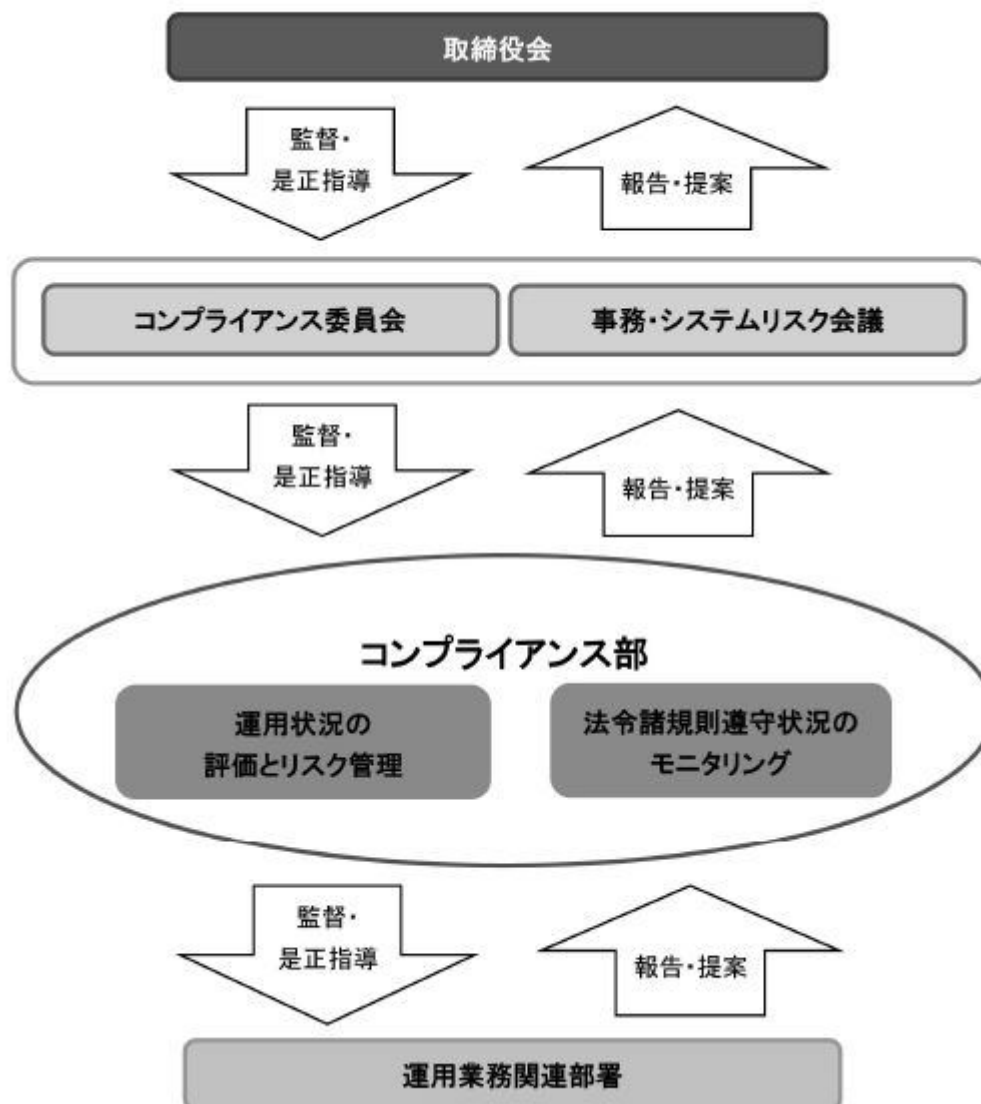 取締役会
監督・
是正指導
報告・提案
コンプライアンス委員会
事務・システムリスク会議
監督・
是正指導
報告・提案
コンプライアンス部
運用状況の
評価とリスク管理
法令諸規則遵守状況の
モニタリング
監督・
是正指導
報告・提案
運用業務関連部署